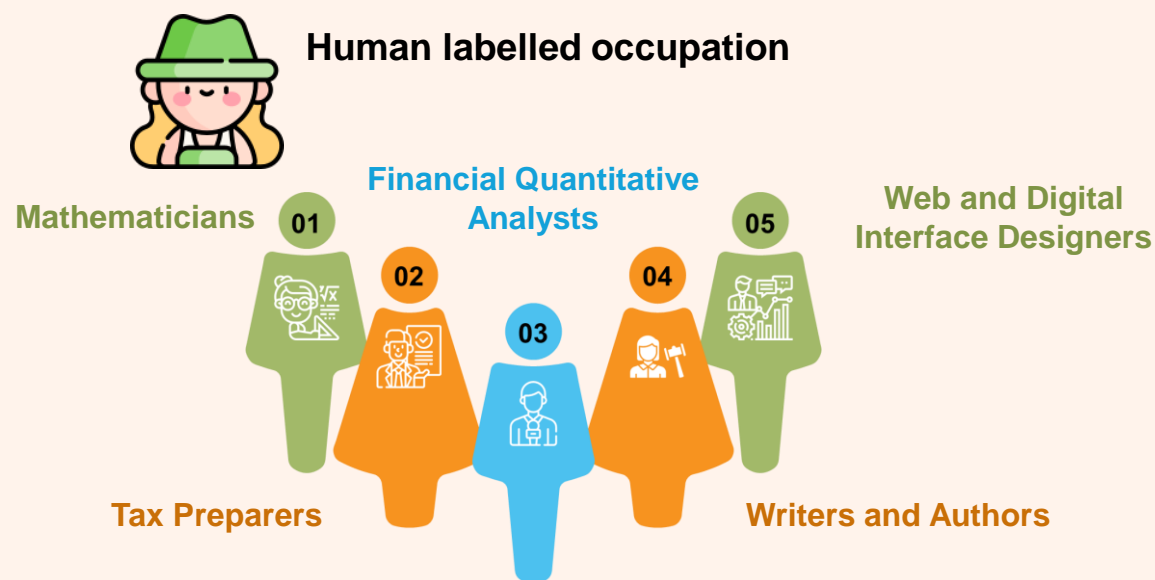 Human labelled occupation
Mathematicians
01
Financial Quantitative
Analysts
05
Web and Digital
Interface Designers
02
04
03
√x
Tax Preparers
Writers and Authors